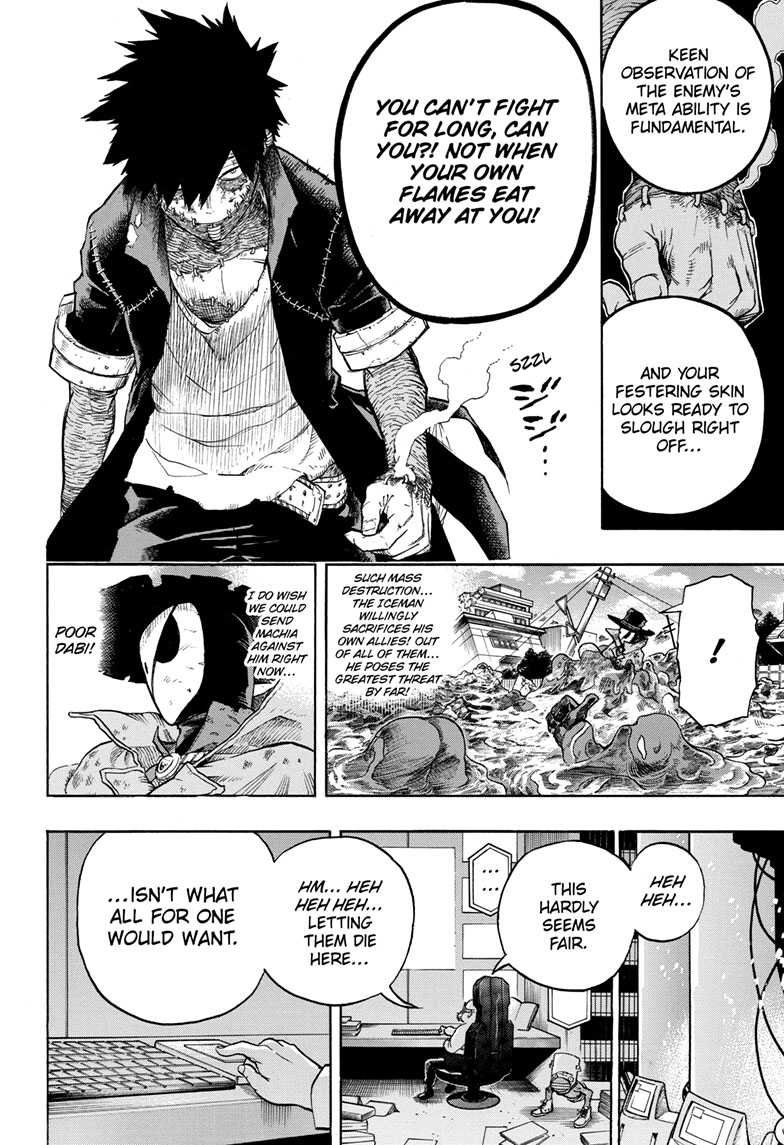 KEEN
OBSERVATION OF
THE ENEMY'S
META ABILITY IS
FUNDAMENTAL.
AND YOUR
FESTERING SKIN
LOOKS READY TO
SLOUGH RIGHT
OFF...
YOU CAN'T FIGHT
FOR LONG, CAN
YOU?! NOT WHEN
YOUR OWN
FLAMES EAT
AWAY AT YOU!
SZZL
!
SUCH MASS
DESTRUCTION...
THE ICEMAN
WILLINGLY
SACRIFICES HIS
OWN ALLIES! OUT
OF ALL OF THEM...
HE POSES THE
GREATEST THREAT
BY FAR!
I DO WISH
WE COULD
SEND
MACHIA
AGAINST
HIM RIGHT
NOW...
POOR
DABI!
HEH
HEH...
THIS
HARDLY
SEEMS
FAIR.
...
...
HM... HEH
HEH HEH...
LETTING
THEM DIE
HERE...
...ISN'T WHAT
ALL FOR ONE
WOULD WANT.